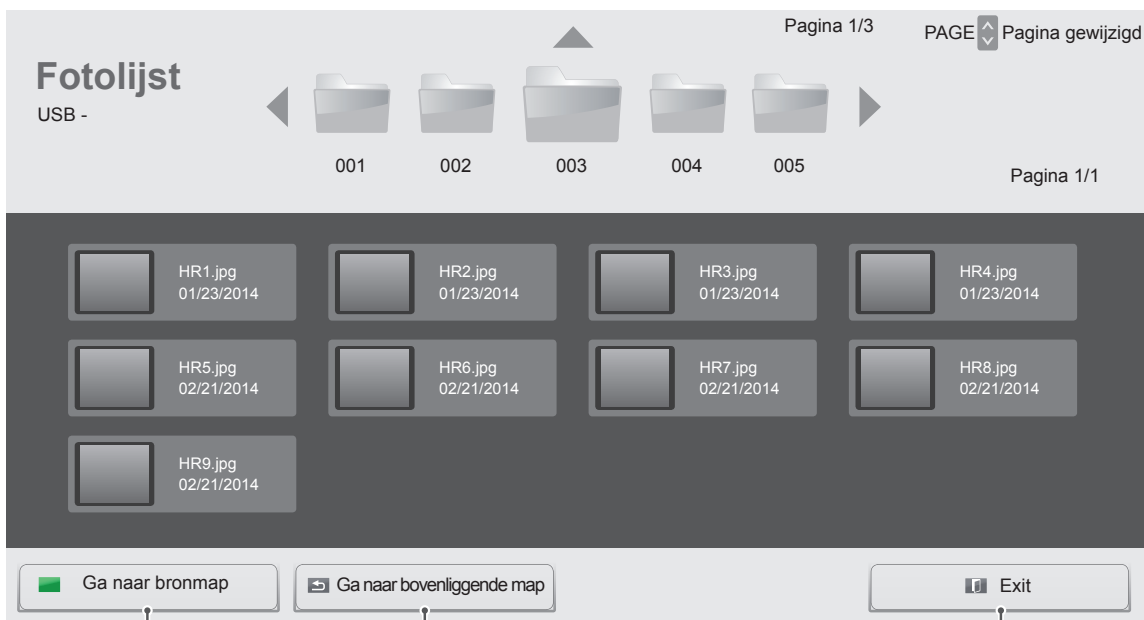 Pagina 1/3
PAGE Pagina gewijzigd
Fotolijst
USB -
001 002 003 004 005
Pagina 1/1
HR1.jpg
01/23/2014
HR2.jpg
01/23/2014
HR3.jpg
01/23/2014
HR4.jpg
01/23/2014
HR5.jpg
02/21/2014
HR6.jpg
02/21/2014
HR7.jpg
02/21/2014
HR8.jpg
02/21/2014
HR9.jpg
02/21/2014
Ga naar bronmap
Ga naar bovenliggende map
Exit